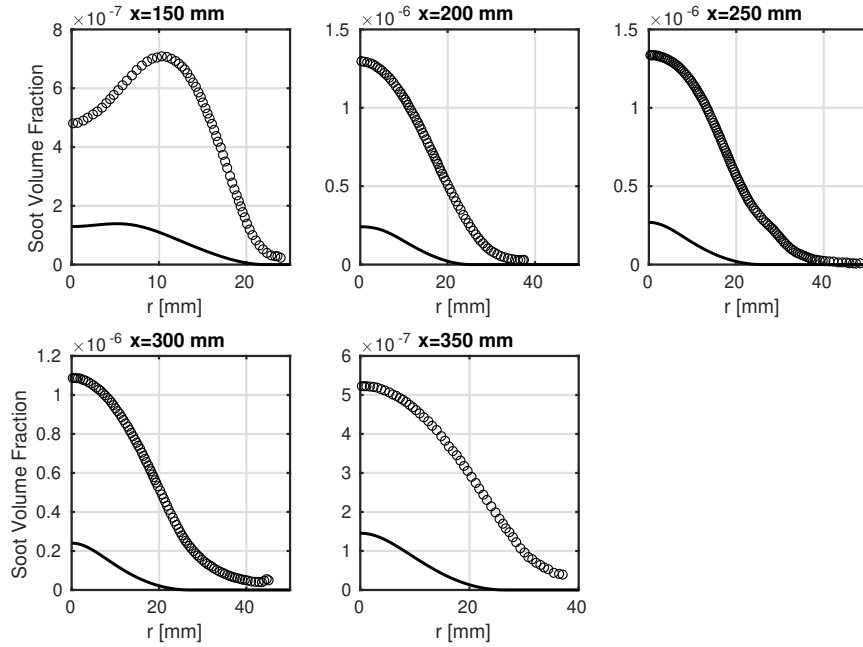 ×10⁻⁷ x=150 mm
8
6
4
2
0
Soot Volume Fraction
0 10 20
r [mm]
×10⁻⁶ x=200 mm
1.5
1
0.5
0
0 20 40
r [mm]
×10⁻⁶ x=250 mm
1.5
1
0.5
0
0 20 40
r [mm]
×10⁻⁶ x=300 mm
1.2
1
0.8
0.6
0.4
0.2
0
Soot Volume Fraction
0 20 40
r [mm]
×10⁻⁷ x=350 mm
6
5
4
3
2
1
0
0 20 40
r [mm]